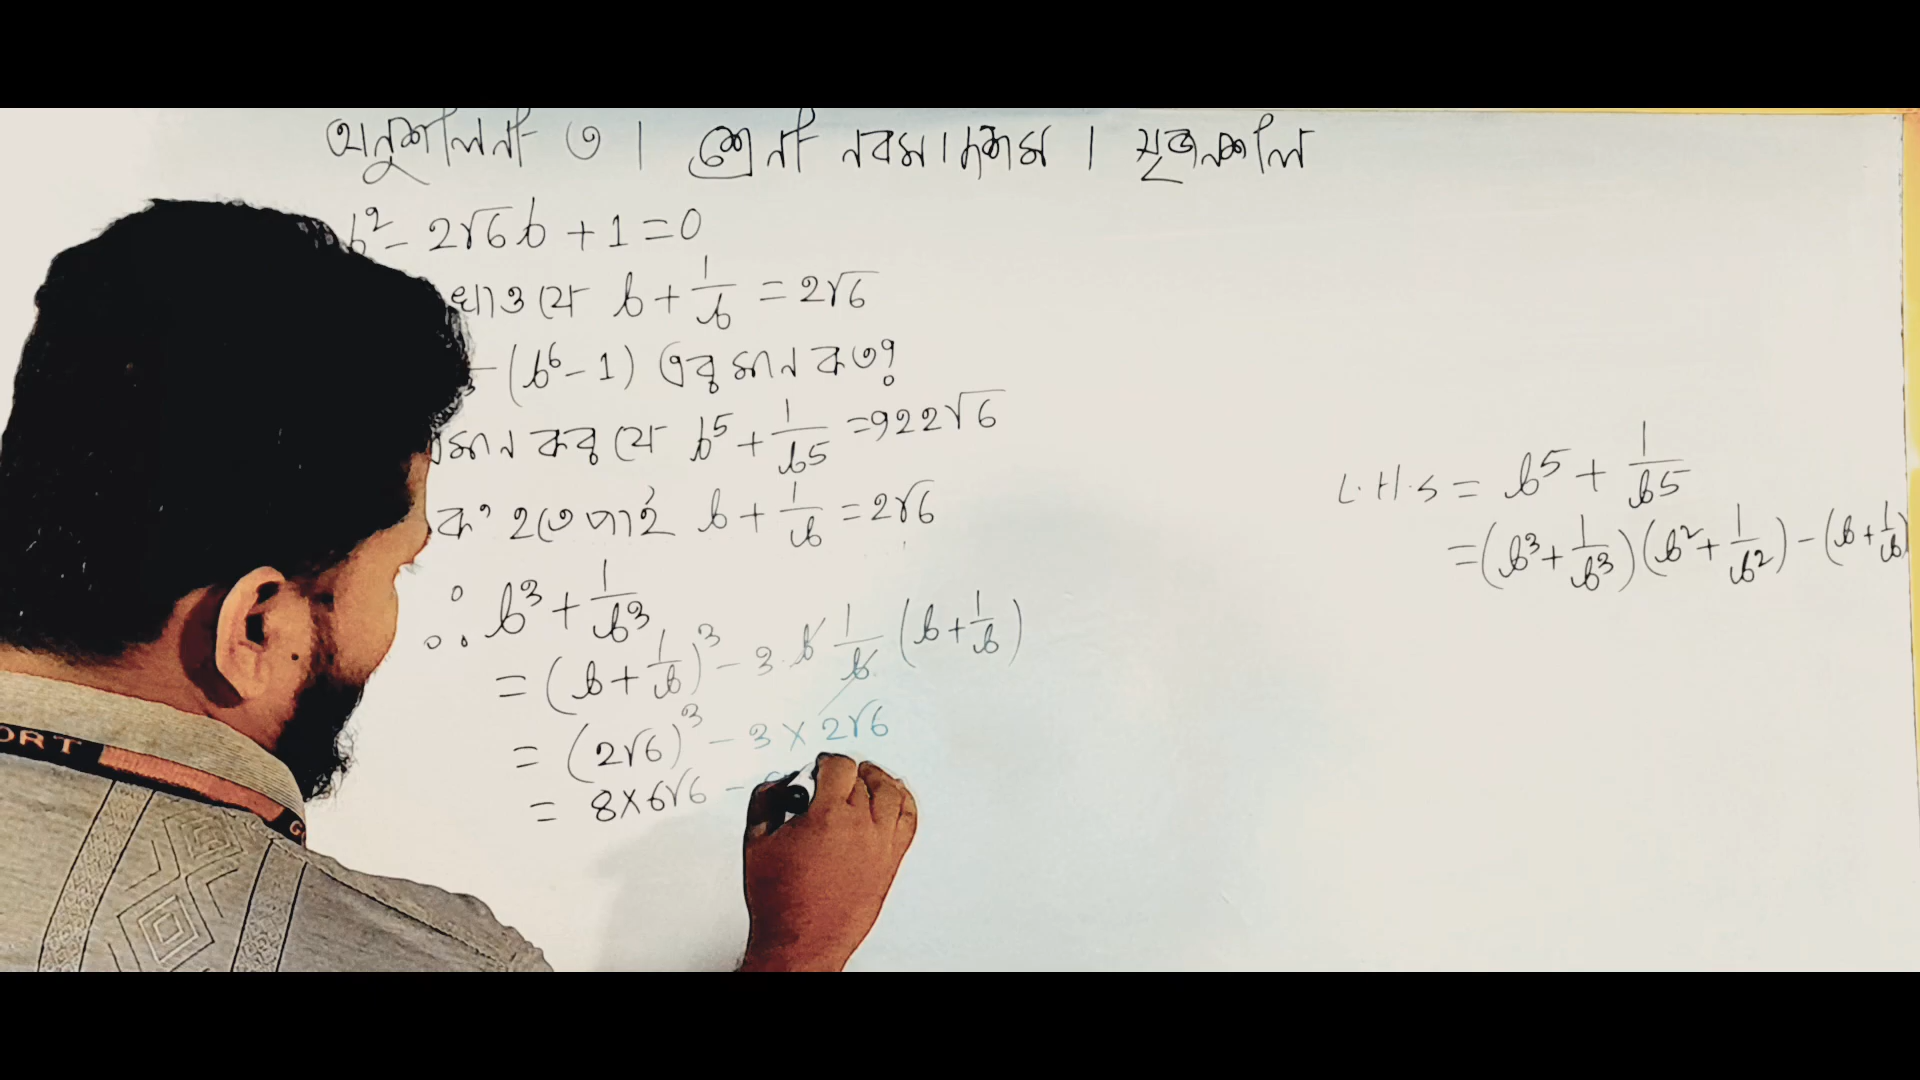 অনুশীলনী ৩ । শ্রেণী নবম।দশম । সৃজনশীল
b² - 2√6 b + 1 = 0
খাও যে b + 1/b = 2√6
- (b⁶ - 1) এর মান কত?
মান কর যে b⁵ + 1/b⁵ = 922√6
ক' হতে পাই b + 1/b = 2√6
∴ b³ + 1/b³
= (b + 1/b)³ - 3. b 1/b (b + 1/b)
= (2√6)³ - 3 × 2√6
= 8×6√6 -
L.H.S = b⁵ + 1/b⁵
= (b³ + 1/b³) (b² + 1/b²) - (b + 1/b)
ORT